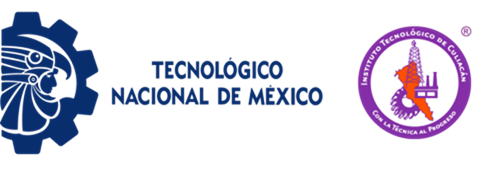 TECNOLÓGICO
NACIONAL DE MÉXICO
INSTITUTO TECNOLÓGICO DE CULIACÁN
®
CON LA TÉCNICA AL PROGRESO